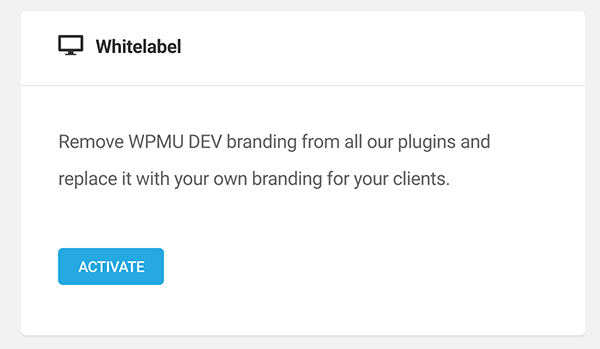 Whitelabel
Remove WPMU DEV branding from all our plugins and
replace it with your own branding for your clients.
ACTIVATE